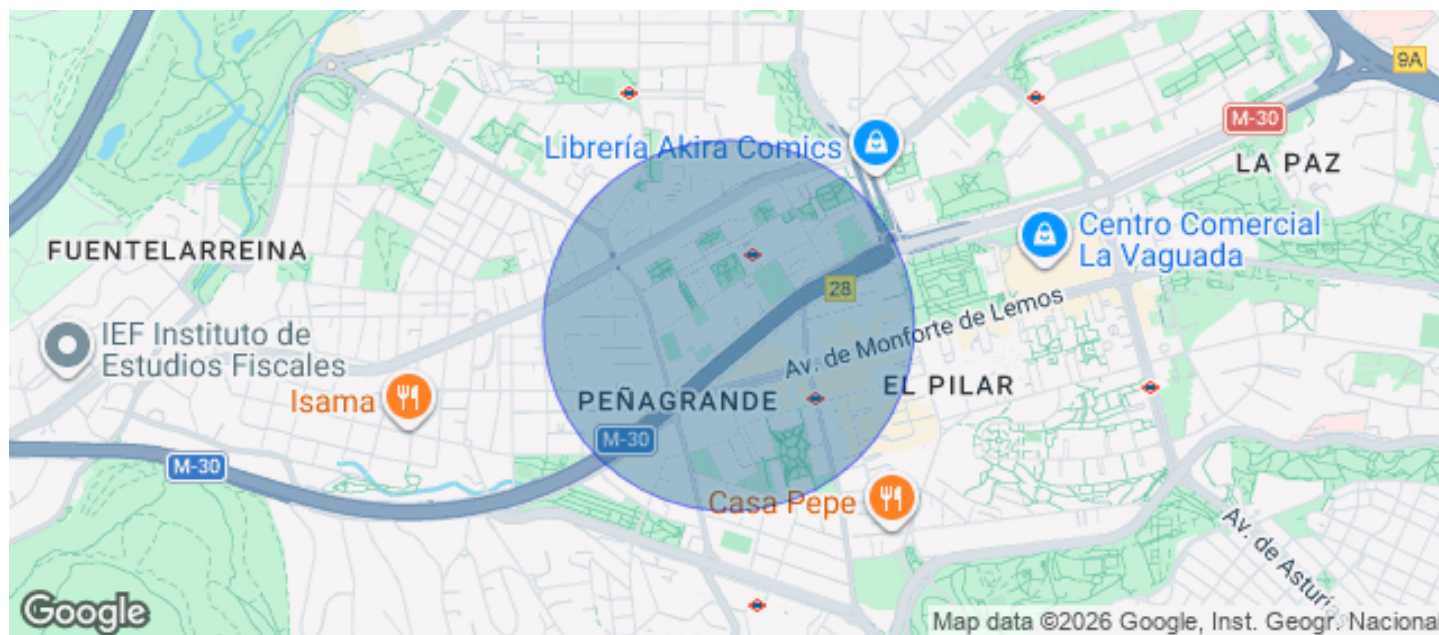 9A
M-30
Librería Akira Comics
LA PAZ
Centro Comercial
La Vaguada
FUENTELARREINA
28
Av. de Monforte de Lemos
IEF Instituto de
Estudios Fiscales
Isama
PEÑAGRANDE
EL PILAR
M-30
M-30
Casa Pepe
Av. de Asturia
Google
Map data ©2026 Google, Inst. Geogr. Nacional